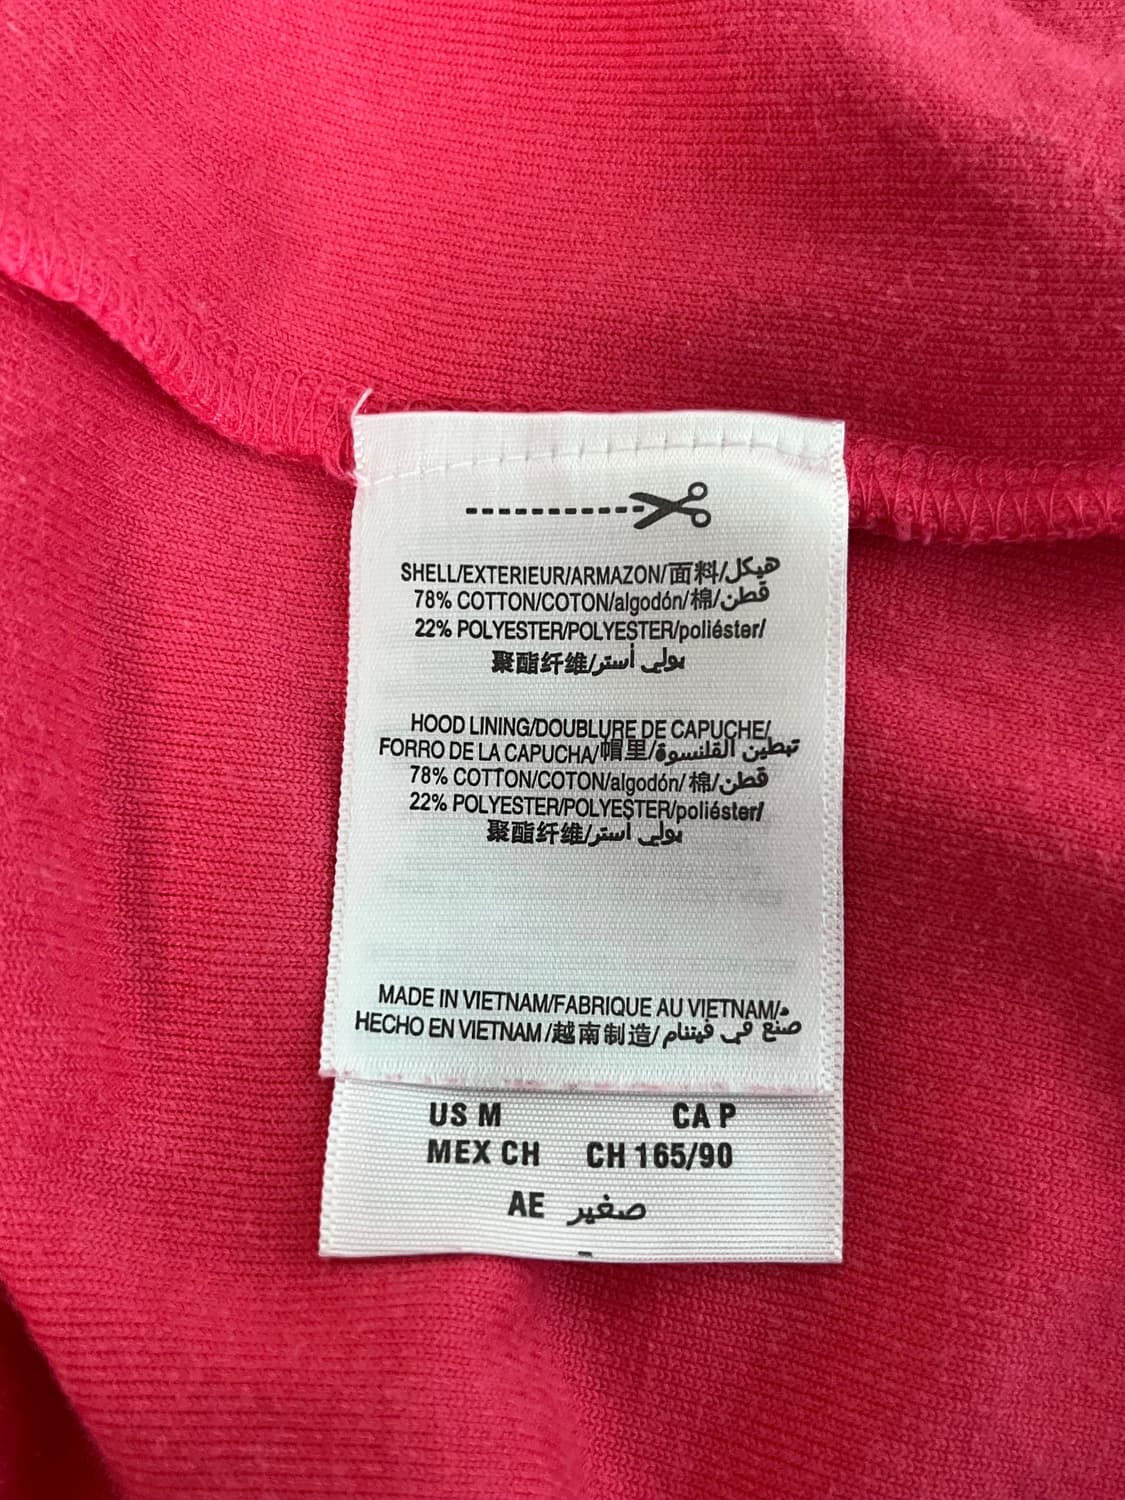 SHELL/EXTERIEUR/ARMAZON/面料/هيكل
78% COTTON/COTON/algodón/棉/قطن
22% POLYESTER/POLYESTER/poliéster/
聚酯纤维/بولي أستر
HOOD LINING/DOUBLURE DE CAPUCHE/
FORRO DE LA CAPUCHA/帽里/تبطين القلنسوة
78% COTTON/COTON/algodón/棉/قطن
22% POLYESTER/POLYESTER/poliéster/
聚酯纤维/بولي أستر
MADE IN VIETNAM/FABRIQUE AU VIETNAM/
HECHO EN VIETNAM/越南制造/صنع في فيتنام
US M CA P
MEX CH CH 165/90
AE صغير